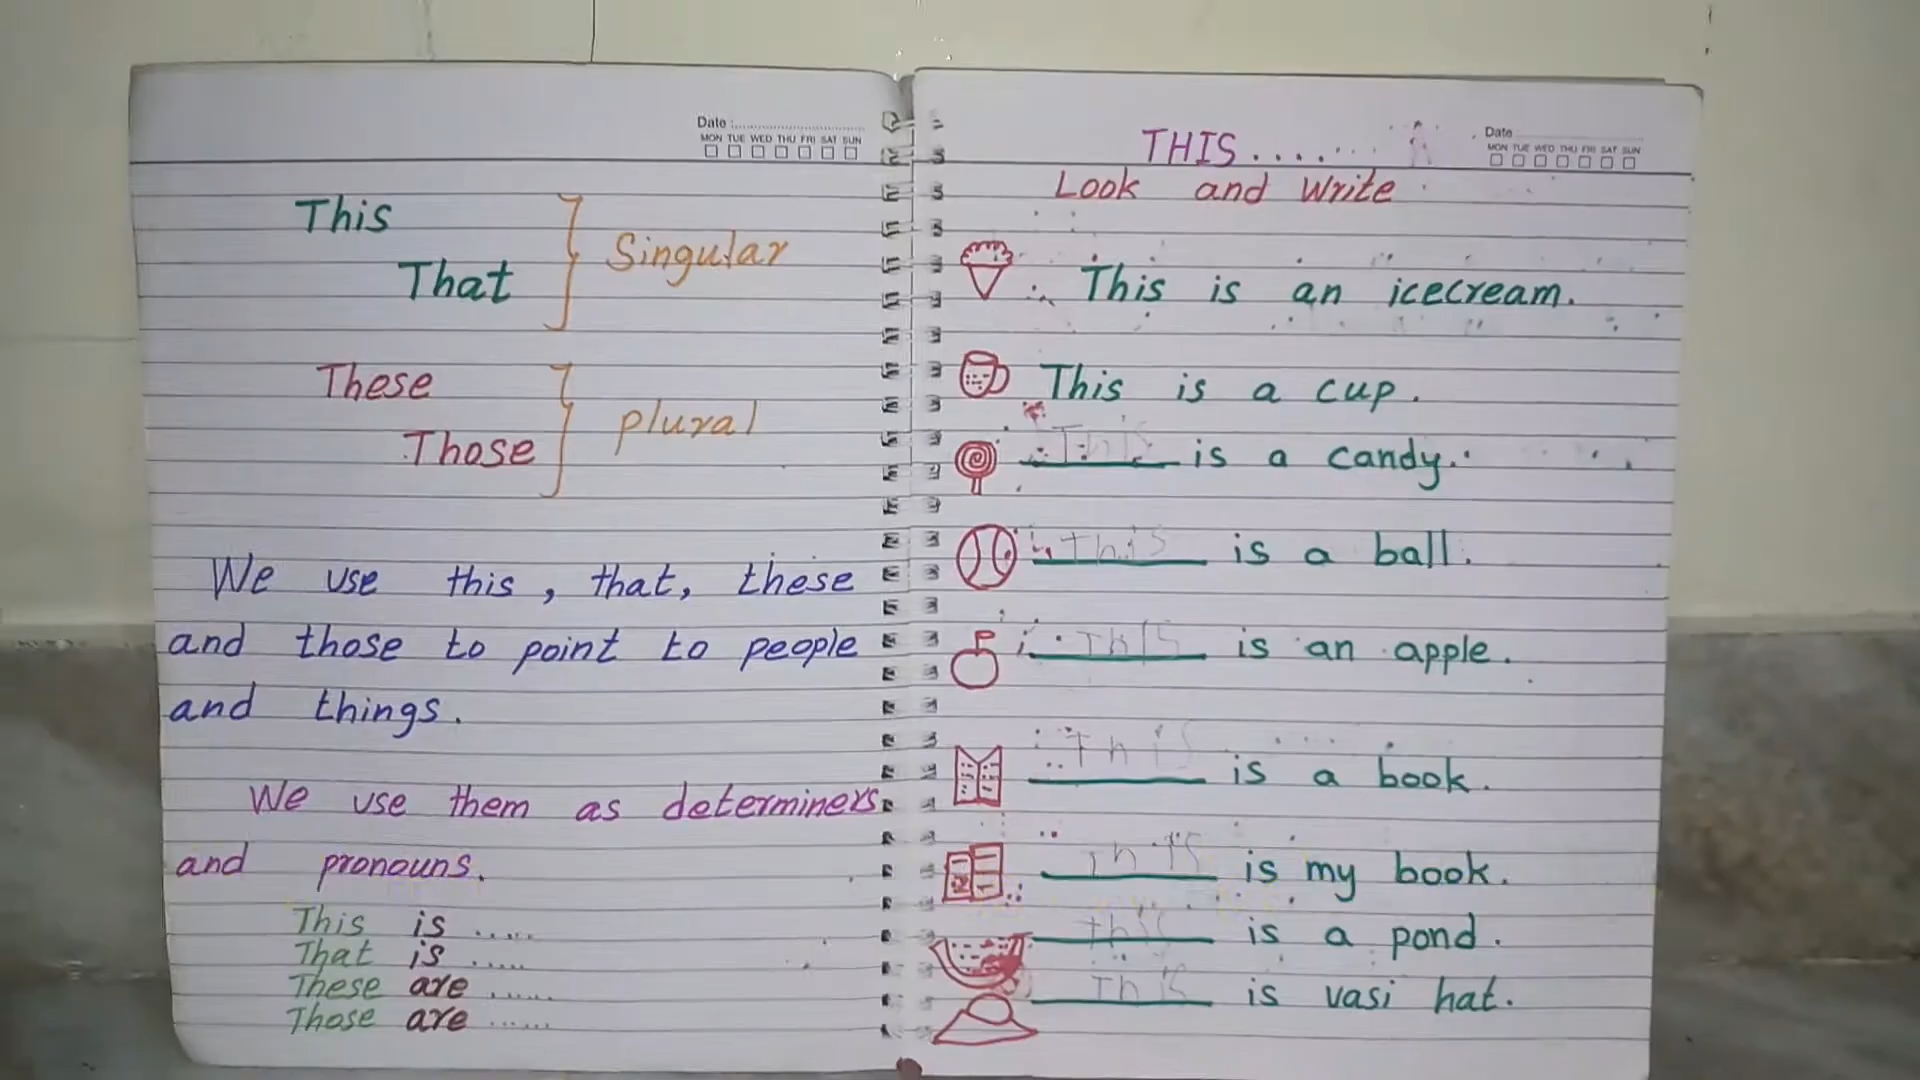 Date :
MON TUE WED THU FRI SAT SUN
This
That
Singular
These
Those
plural
We use this, that, these
and those to point to people
and things.
We use them as determiners
and pronouns.
This is .....
That is .....
These are ......
Those are ......
Date
MON TUE WED THU FRI SAT SUN
THIS.......
Look and Write
This is an icecream.
This is a cup.
This is a candy.
this is a ball.
THIS is an apple.
This is a book.
This is my book.
this is a pond.
This is vasi hat.